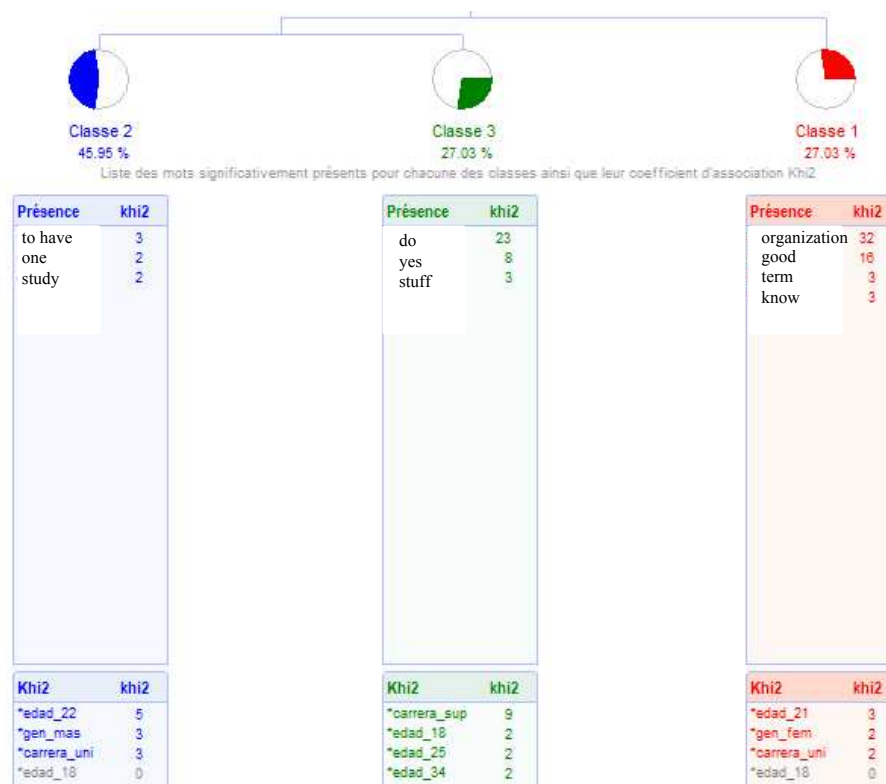 Classe 2
45.95 %
Classe 3
27.03 %
Classe 1
27.03 %
Liste des mots significativement présents pour chacune des classes ainsi que leur coefficient d'association Khi2
Présence khi2
to have 3
one 2
study 2
Présence khi2
do 23
yes 8
stuff 3
Présence khi2
organization 32
good 16
term 3
know 3
Khi2 khi2
*edad_22 5
*gen_mas 3
*carrera_uni 3
*edad_18 0
Khi2 khi2
*carrera_sup 9
*edad_18 2
*edad_25 2
*edad_34 2
Khi2 khi2
*edad_21 3
*gen_fem 2
*carrera_uni 2
*edad_18 0